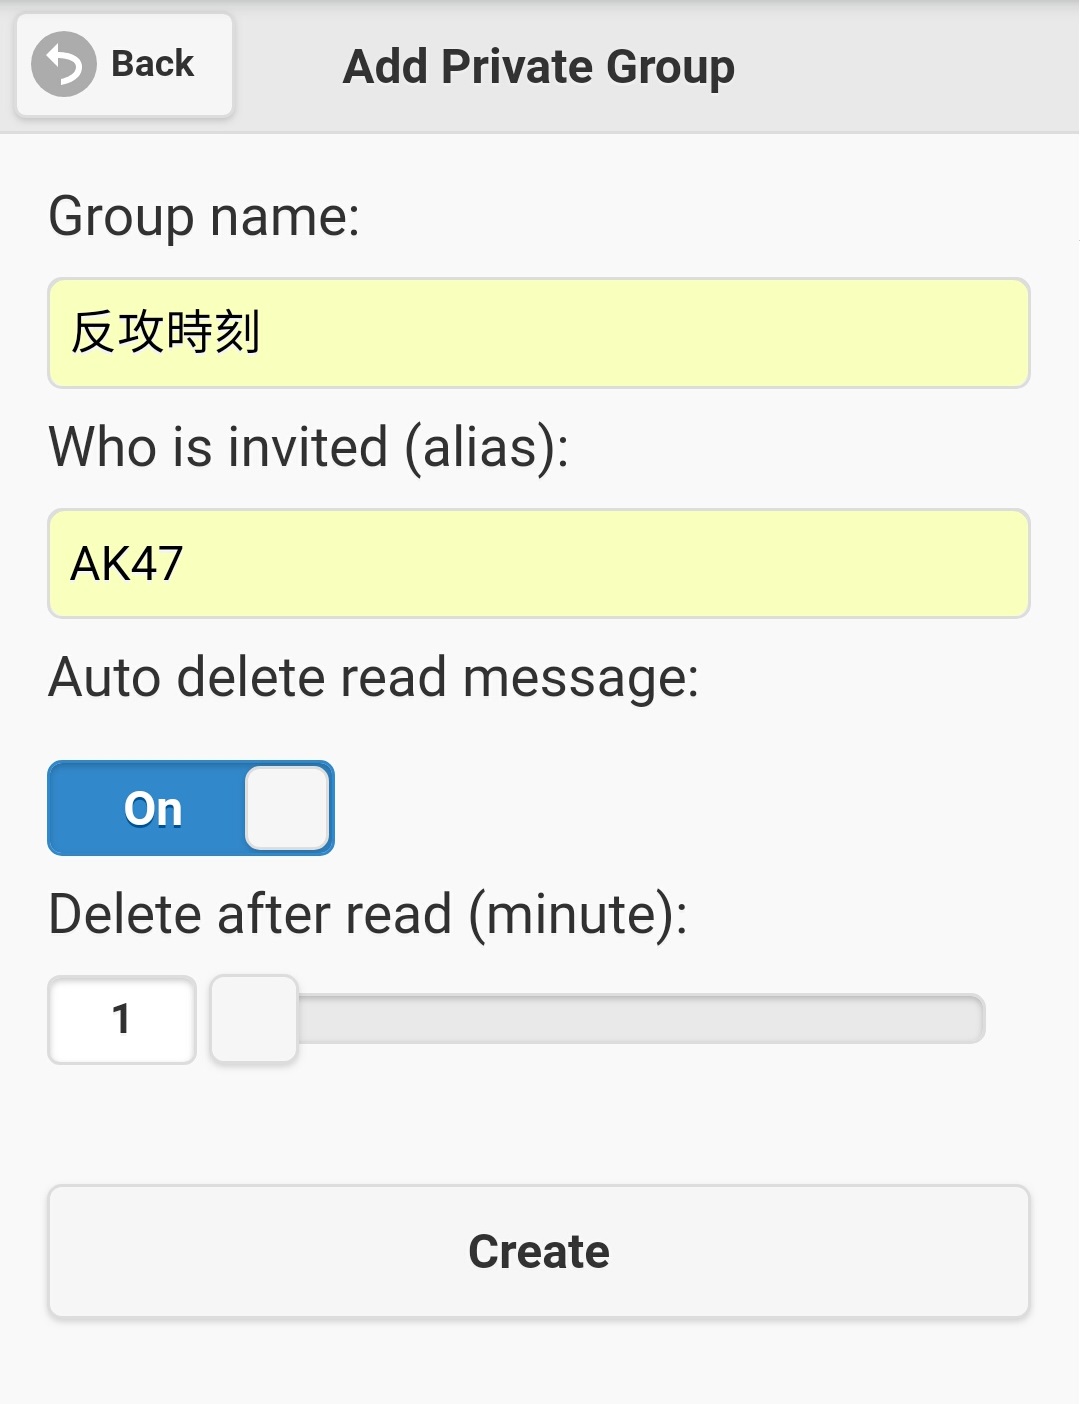 Back
Add Private Group
Group name:
反攻時刻
Who is invited (alias):
AK47
Auto delete read message:
On
Delete after read (minute):
1
Create